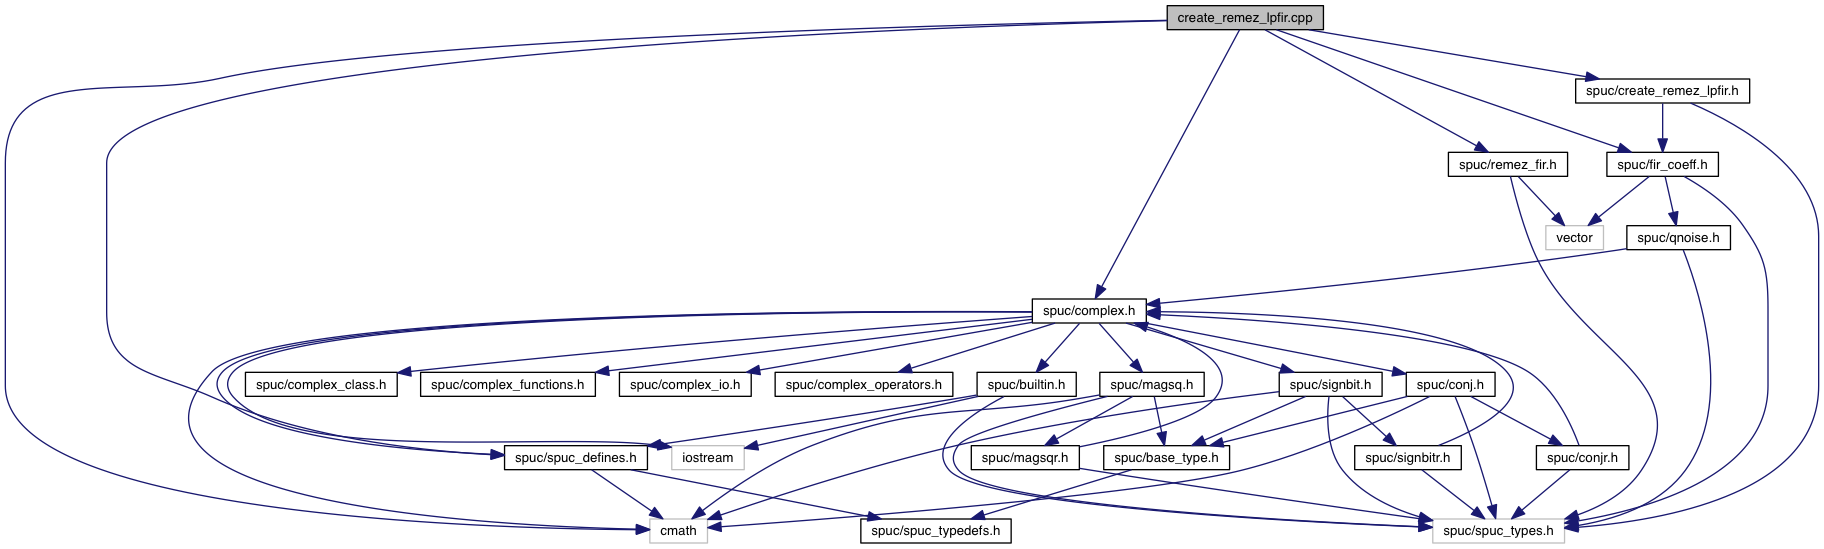 create_remez_lpfir.cpp
spuc/create_remez_lpfir.h
spuc/remez_fir.h
spuc/fir_coeff.h
vector
spuc/qnoise.h
spuc/complex.h
spuc/complex_class.h
spuc/complex_functions.h
spuc/complex_io.h
spuc/complex_operators.h
spuc/builtin.h
spuc/magsq.h
spuc/signbit.h
spuc/conj.h
spuc/spuc_defines.h
iostream
spuc/magsqr.h
spuc/base_type.h
spuc/signbitr.h
spuc/conjr.h
cmath
spuc/spuc_typedefs.h
spuc/spuc_types.h